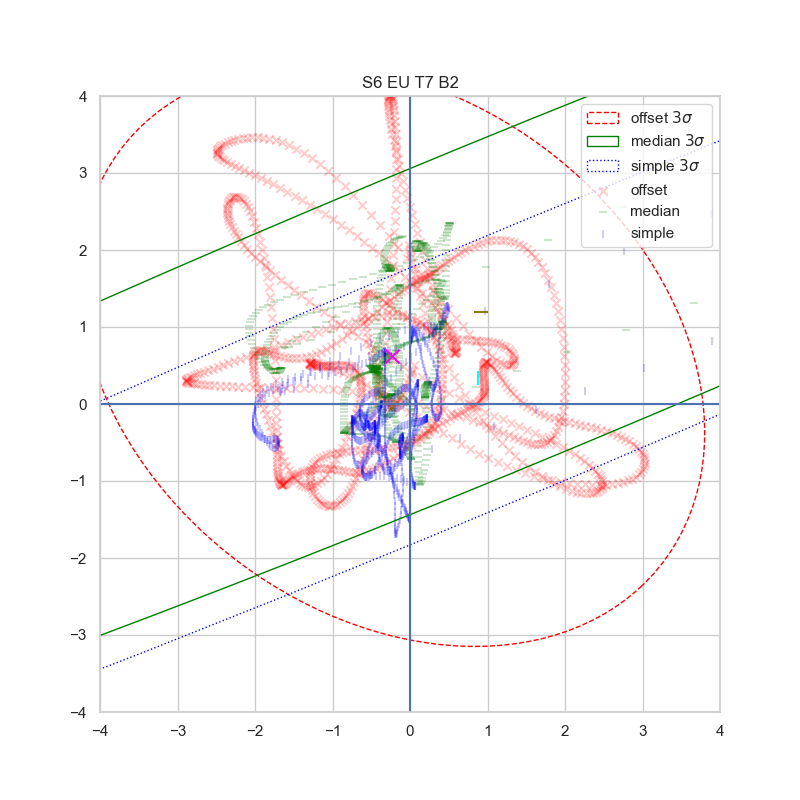 S6 EU T7 B2
offset 3σ
median 3σ
simple 3σ
offset
median
simple
4
3
2
1
0
−1
−2
−3
−4
−4 −3 −2 −1 0 1 2 3 4